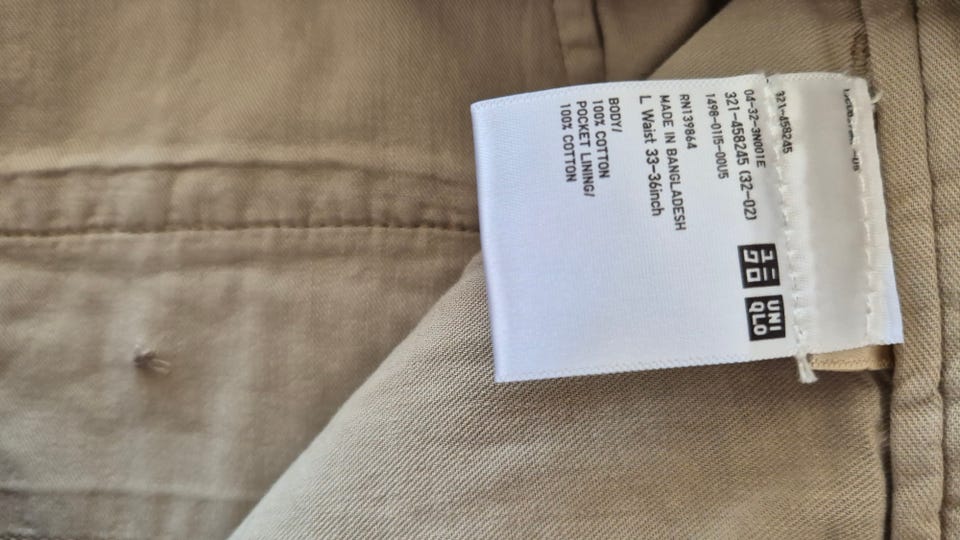 321-458245
04-32-3N001E
321-458245 (32-02)
1498-0115-00U5
RN139864
MADE IN BANGLADESH
L Waist 33-36inch
BODY/
100% COTTON
POCKET LINING/
100% COTTON
ユニ
クロ
UNI
QLO